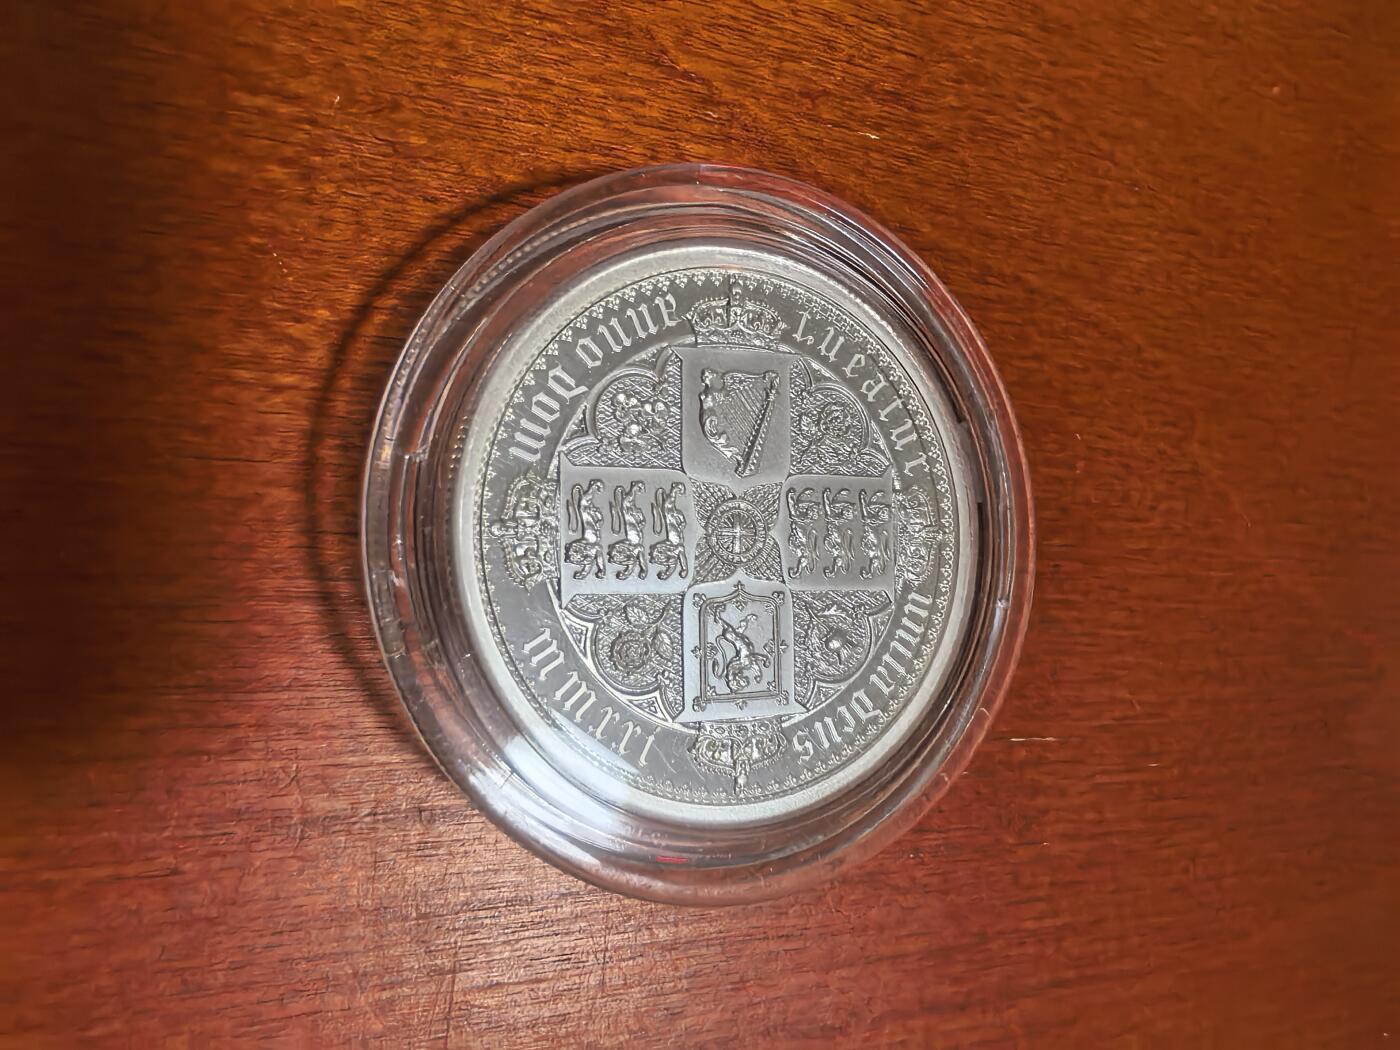 tueatur
unita deus
anno dom
mmxxi